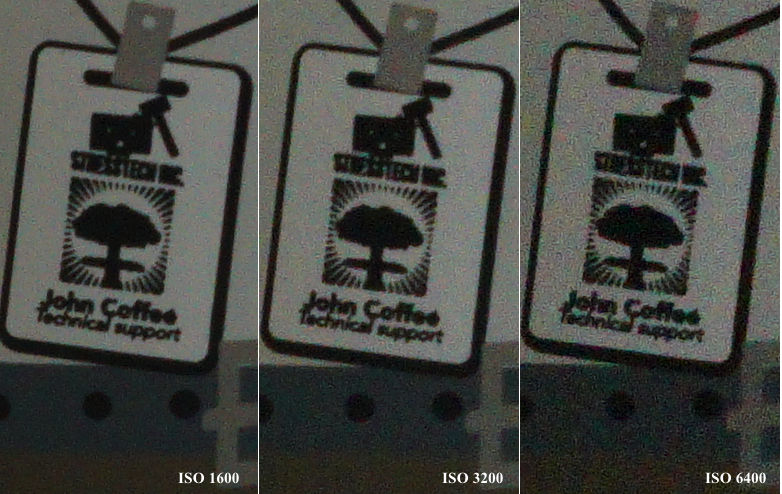 STRESSTECH INC.
John Coffee
Technical support
ISO 1600
STRESSTECH INC.
John Coffee
Technical support
ISO 3200
STRESSTECH INC.
John Coffee
Technical support
ISO 6400